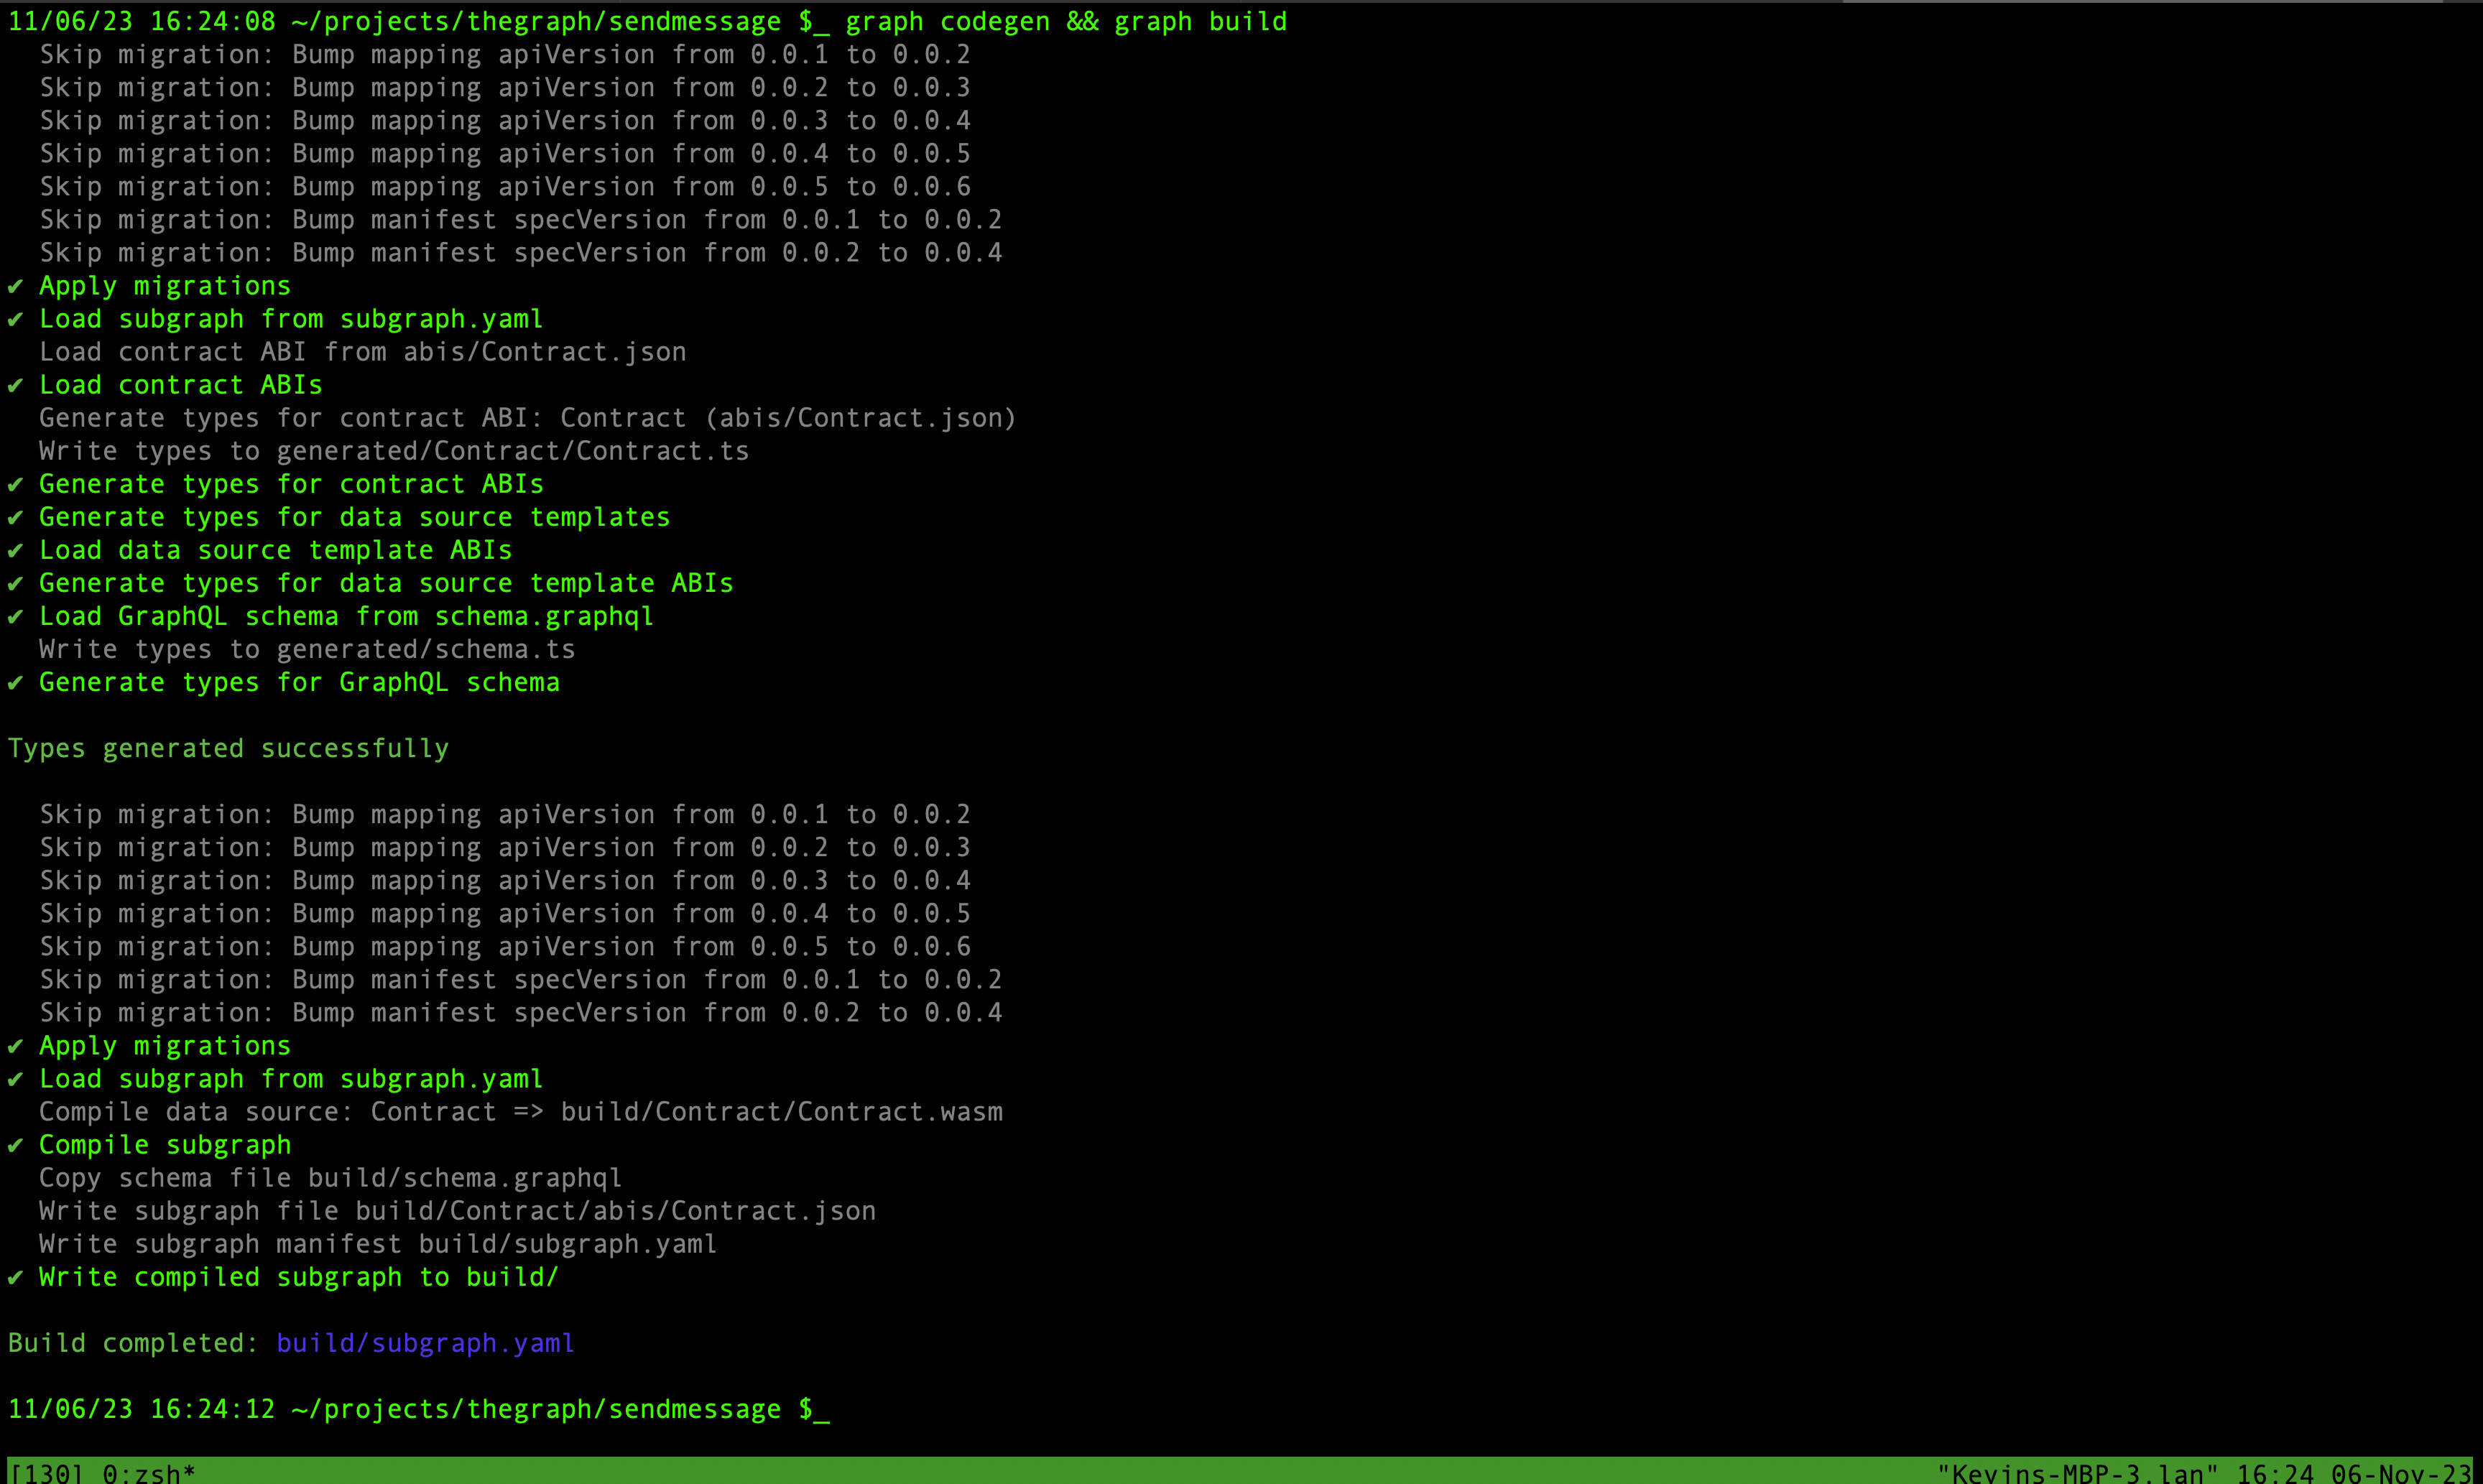 11/06/23 16:24:08 ~/projects/thegraph/sendmessage $_ graph codegen && graph build
  Skip migration: Bump mapping apiVersion from 0.0.1 to 0.0.2
  Skip migration: Bump mapping apiVersion from 0.0.2 to 0.0.3
  Skip migration: Bump mapping apiVersion from 0.0.3 to 0.0.4
  Skip migration: Bump mapping apiVersion from 0.0.4 to 0.0.5
  Skip migration: Bump mapping apiVersion from 0.0.5 to 0.0.6
  Skip migration: Bump manifest specVersion from 0.0.1 to 0.0.2
  Skip migration: Bump manifest specVersion from 0.0.2 to 0.0.4
✔ Apply migrations
✔ Load subgraph from subgraph.yaml
  Load contract ABI from abis/Contract.json
✔ Load contract ABIs
  Generate types for contract ABI: Contract (abis/Contract.json)
  Write types to generated/Contract/Contract.ts
✔ Generate types for contract ABIs
✔ Generate types for data source templates
✔ Load data source template ABIs
✔ Generate types for data source template ABIs
✔ Load GraphQL schema from schema.graphql
  Write types to generated/schema.ts
✔ Generate types for GraphQL schema

Types generated successfully

  Skip migration: Bump mapping apiVersion from 0.0.1 to 0.0.2
  Skip migration: Bump mapping apiVersion from 0.0.2 to 0.0.3
  Skip migration: Bump mapping apiVersion from 0.0.3 to 0.0.4
  Skip migration: Bump mapping apiVersion from 0.0.4 to 0.0.5
  Skip migration: Bump mapping apiVersion from 0.0.5 to 0.0.6
  Skip migration: Bump manifest specVersion from 0.0.1 to 0.0.2
  Skip migration: Bump manifest specVersion from 0.0.2 to 0.0.4
✔ Apply migrations
✔ Load subgraph from subgraph.yaml
  Compile data source: Contract => build/Contract/Contract.wasm
✔ Compile subgraph
  Copy schema file build/schema.graphql
  Write subgraph file build/Contract/abis/Contract.json
  Write subgraph manifest build/subgraph.yaml
✔ Write compiled subgraph to build/

Build completed: build/subgraph.yaml

11/06/23 16:24:12 ~/projects/thegraph/sendmessage $_
[130] 0:zsh* "Kevins-MBP-3.lan" 16:24 06-Nov-23